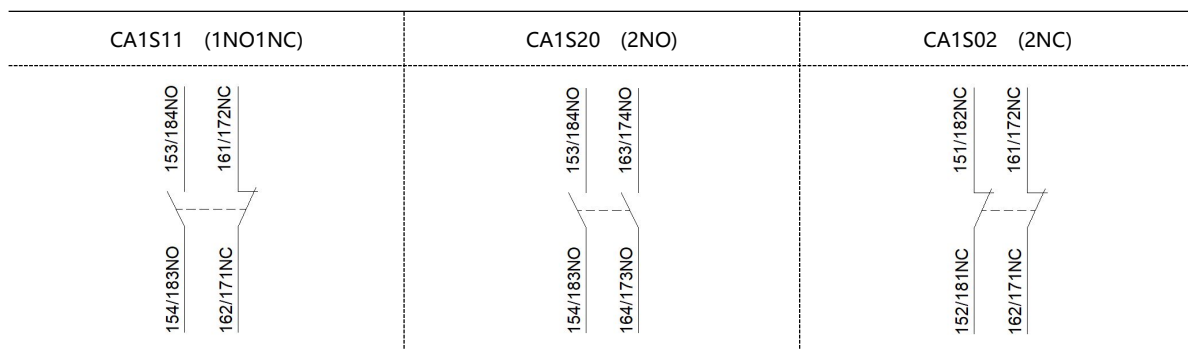 CA1S11 (1NO1NC)
CA1S20 (2NO)
CA1S02 (2NC)
153/184NO
161/172NC
154/183NO
162/171NC
153/184NO
163/174NO
154/183NO
164/173NO
151/182NC
161/172NC
152/181NC
162/171NC